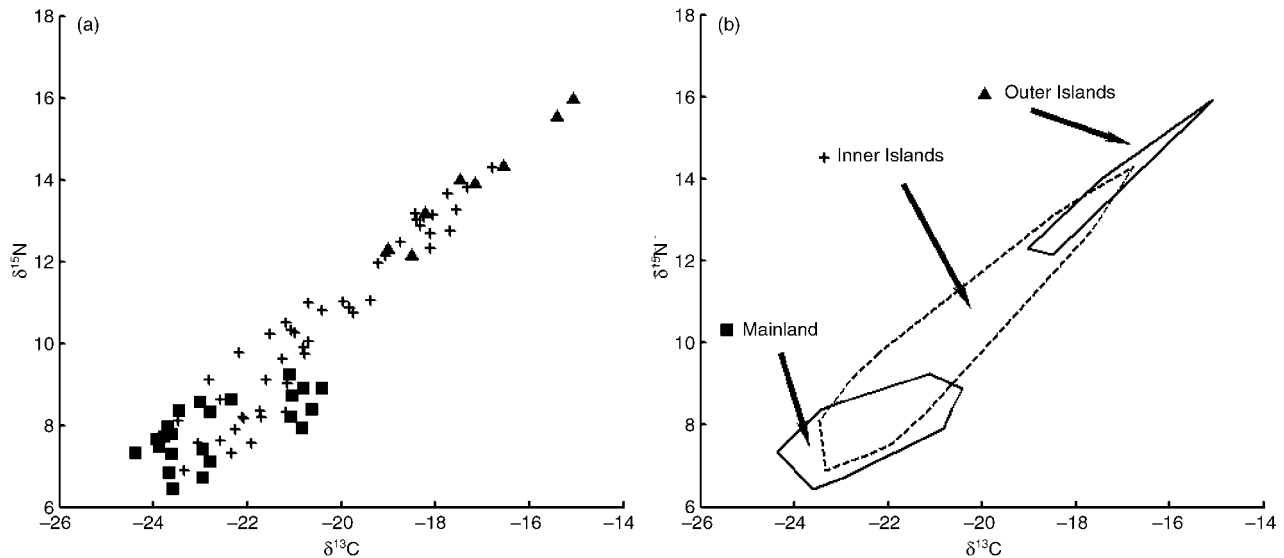 (a)
18
16
14
12
10
8
6
δ15N
−26 −24 −22 −20 −18 −16 −14
δ13C
(b)
18
16
14
12
10
8
6
δ15N
Outer Islands
Inner Islands
Mainland
−26 −24 −22 −20 −18 −16 −14
δ13C